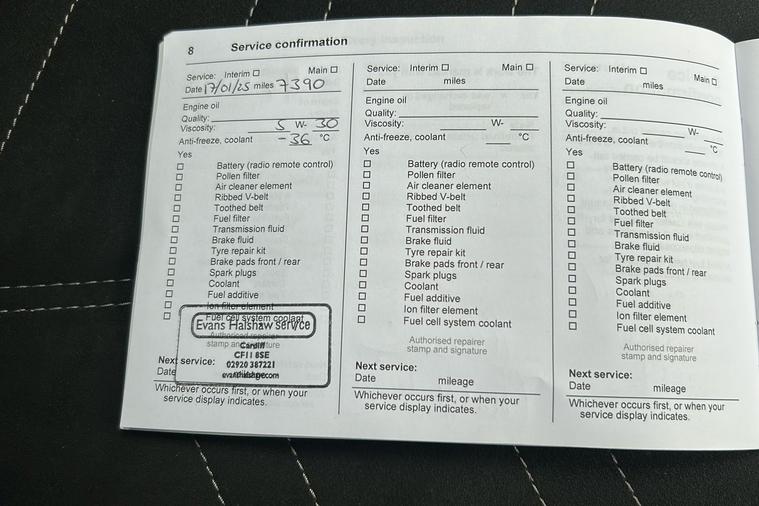 8 Service confirmation
Service: Interim ☐ Main ☐
Date 17/01/25 miles 7390
Engine oil
Quality:
Viscosity: 5 W- 30
Anti-freeze, coolant -36 °C
Yes
☐ Battery (radio remote control)
☐ Pollen filter
☐ Air cleaner element
☐ Ribbed V-belt
☐ Toothed belt
☐ Fuel filter
☐ Transmission fluid
☐ Brake fluid
☐ Tyre repair kit
☐ Brake pads front / rear
☐ Spark plugs
☐ Coolant
☐ Fuel additive
☐ Ion filter element
☐ Fuel cell system coolant
Evans Halshaw service
Authorised repairer
stamp and signature
Cardiff
CF11 8SE
02920 387221
evanshalshaw.com
Next service:
Date
Whichever occurs first, or when your
service display indicates.
Service: Interim ☐ Main ☐
Date miles
Engine oil
Quality:
Viscosity: W-
Anti-freeze, coolant °C
Yes
☐ Battery (radio remote control)
☐ Pollen filter
☐ Air cleaner element
☐ Ribbed V-belt
☐ Toothed belt
☐ Fuel filter
☐ Transmission fluid
☐ Brake fluid
☐ Tyre repair kit
☐ Brake pads front / rear
☐ Spark plugs
☐ Coolant
☐ Fuel additive
☐ Ion filter element
☐ Fuel cell system coolant
Authorised repairer
stamp and signature
Next service:
Date mileage
Whichever occurs first, or when your
service display indicates.
Service: Interim ☐ Main ☐
Date miles
Engine oil
Quality:
Viscosity: W-
Anti-freeze, coolant °C
Yes
☐ Battery (radio remote control)
☐ Pollen filter
☐ Air cleaner element
☐ Ribbed V-belt
☐ Toothed belt
☐ Fuel filter
☐ Transmission fluid
☐ Brake fluid
☐ Tyre repair kit
☐ Brake pads front / rear
☐ Spark plugs
☐ Coolant
☐ Fuel additive
☐ Ion filter element
☐ Fuel cell system coolant
Authorised repairer
stamp and signature
Next service:
Date mileage
Whichever occurs first, or when your
service display indicates.